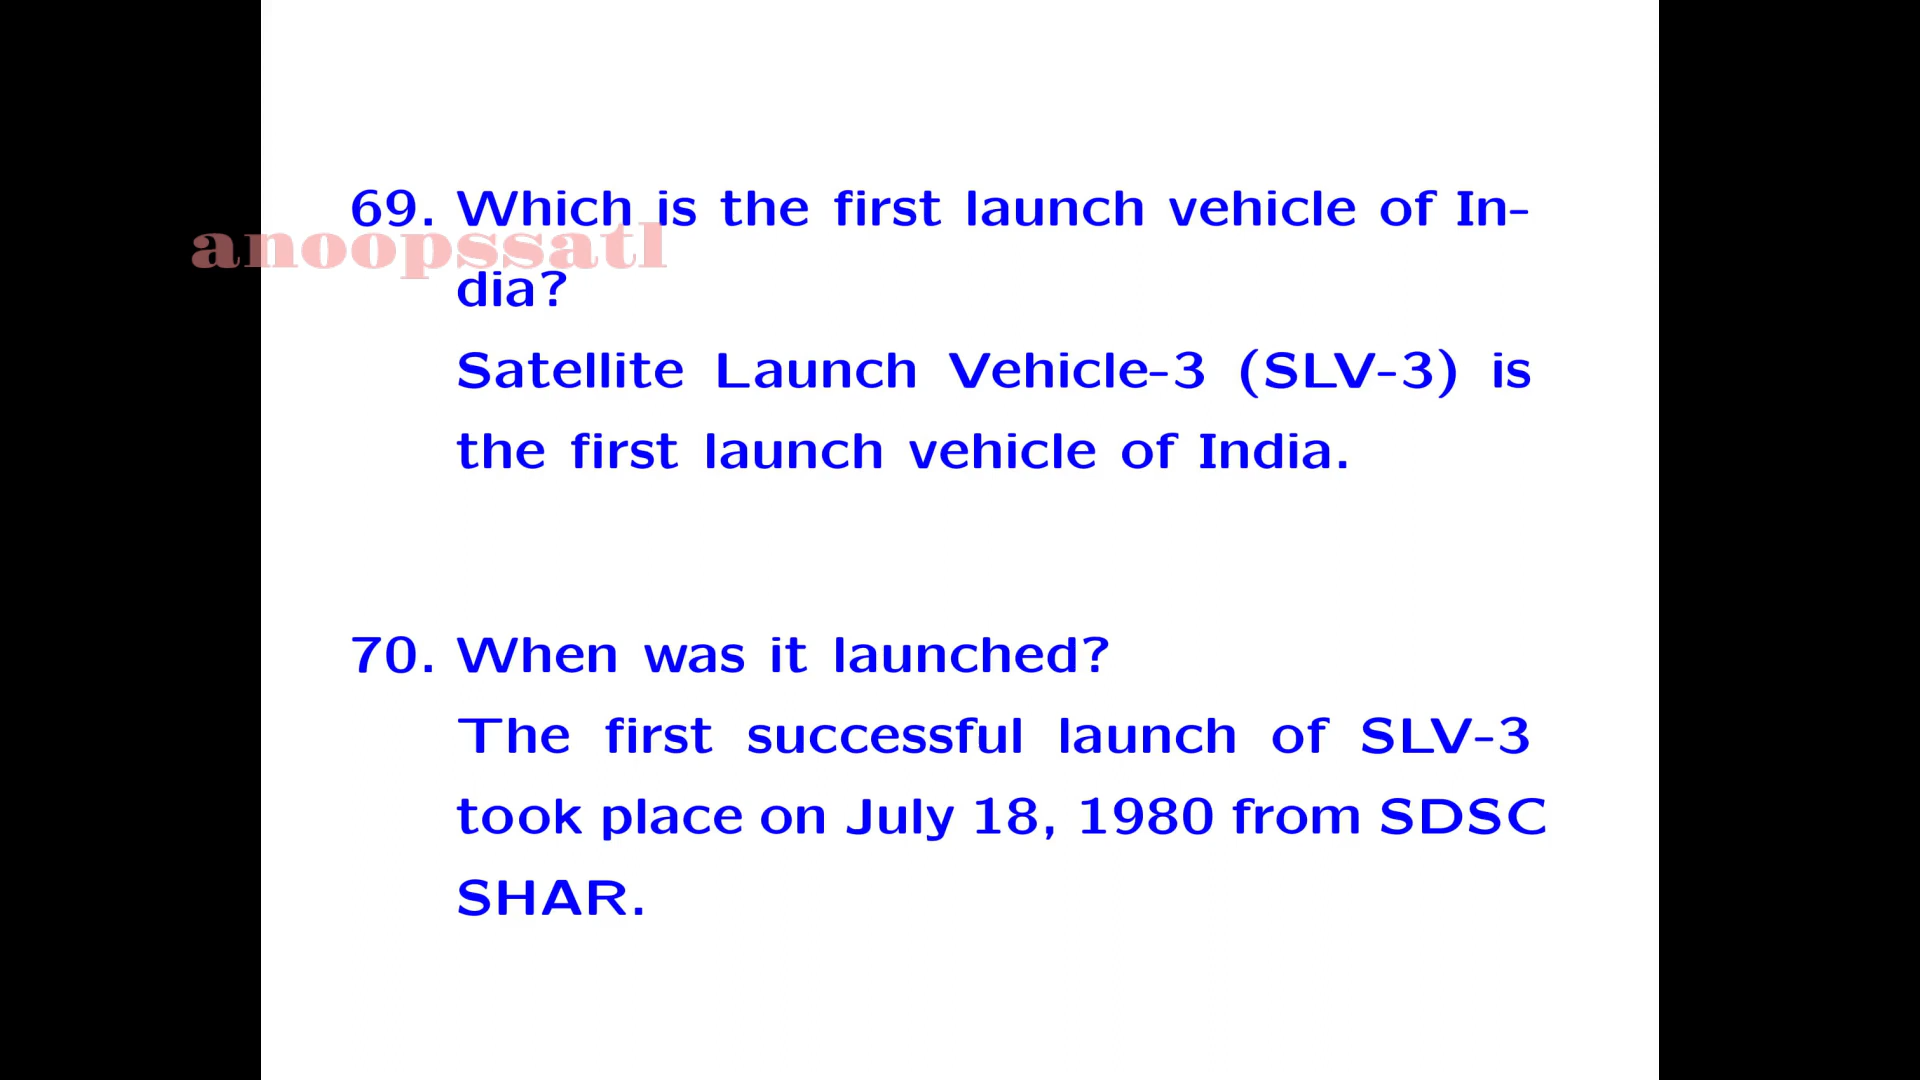 69. Which is the first launch vehicle of In-
anoopssatl
dia?
Satellite Launch Vehicle-3 (SLV-3) is
the first launch vehicle of India.
70. When was it launched?
The first successful launch of SLV-3
took place on July 18, 1980 from SDSC
SHAR.